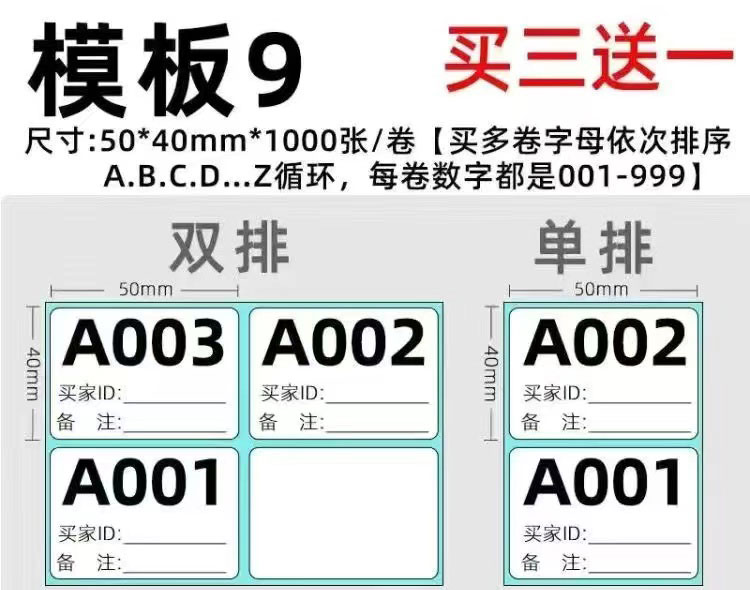 模板9
买三送一
尺寸:50*40mm*1000张/卷【买多卷字母依次排序
A.B.C.D...Z循环，每卷数字都是001-999】
双排
单排
50mm
50mm
40mm
A003
买家ID:
备 注:
A002
买家ID:
备 注:
40mm
A002
买家ID:
备 注:
A001
买家ID:
备 注:
A001
买家ID:
备 注: